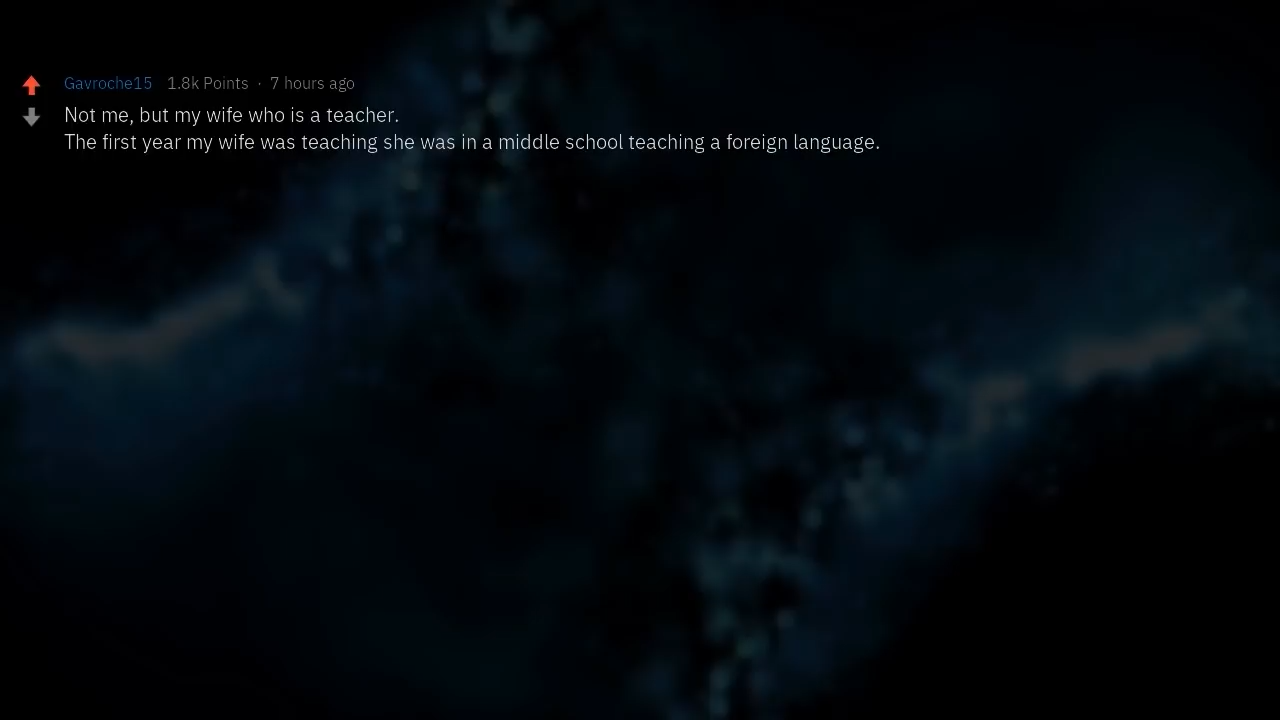 Gavroche15 1.8k Points · 7 hours ago
Not me, but my wife who is a teacher.
The first year my wife was teaching she was in a middle school teaching a foreign language.